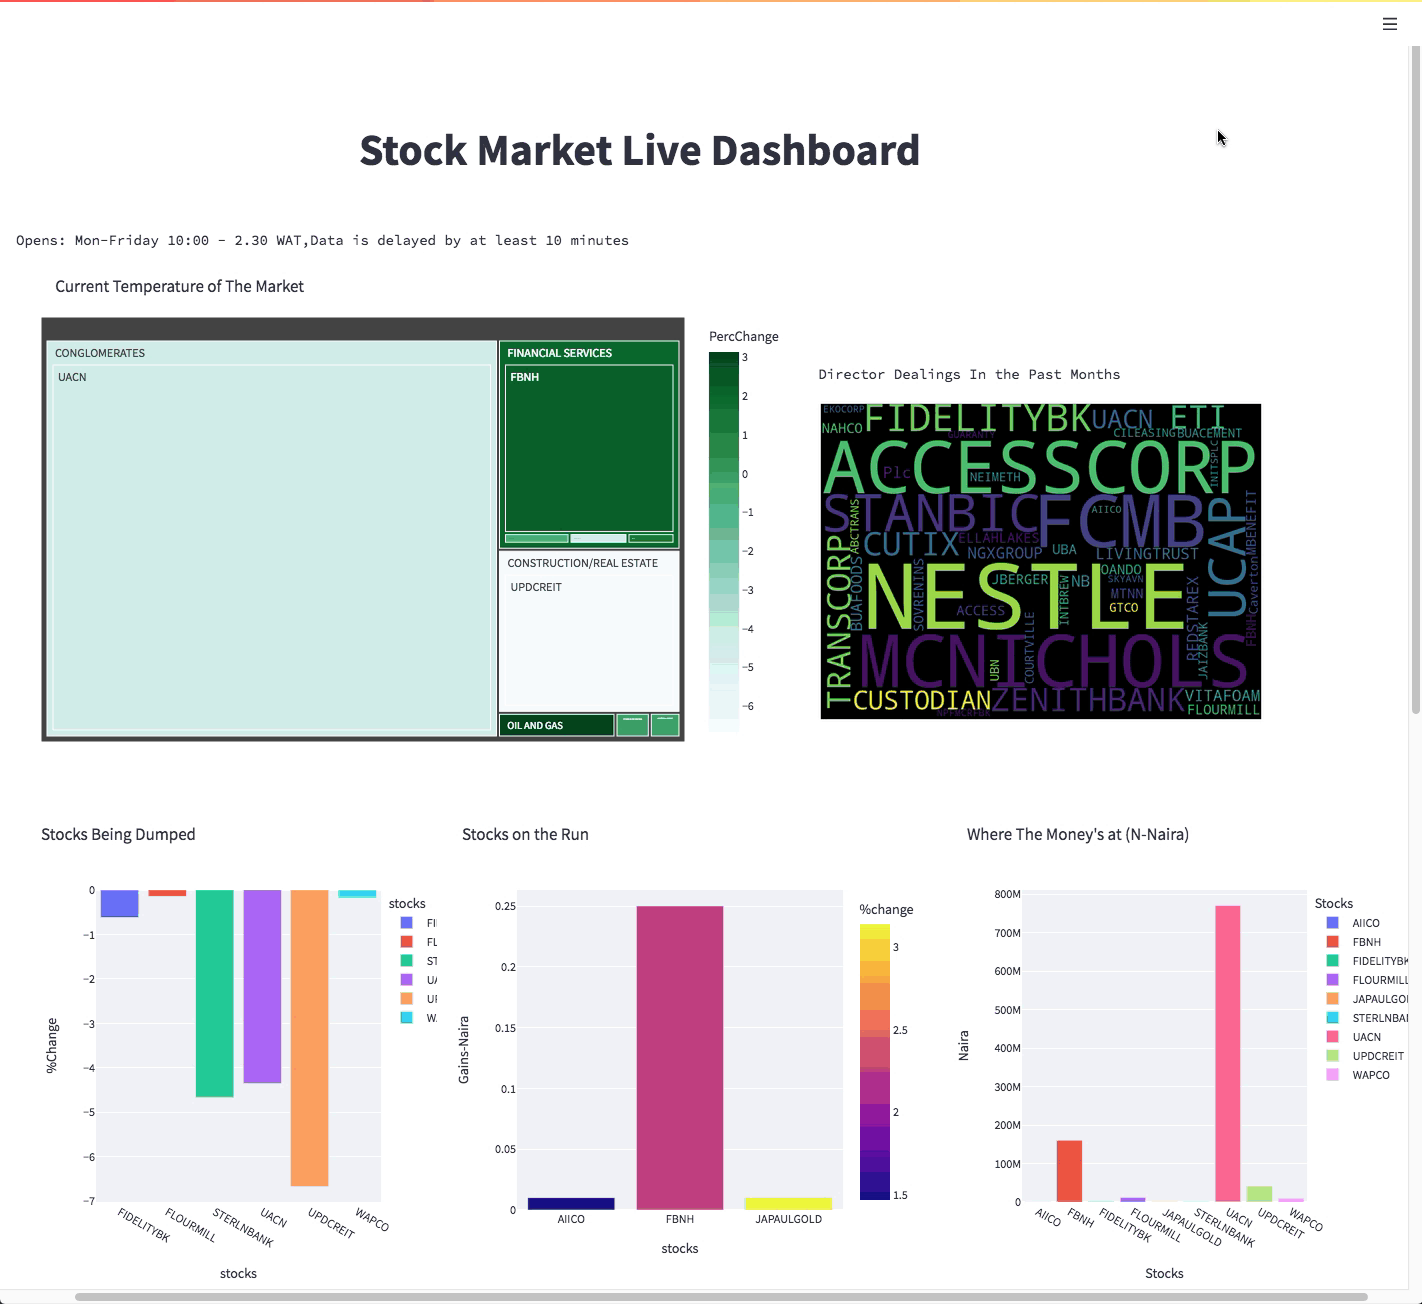 Stock Market Live Dashboard
Opens: Mon-Friday 10:00 - 2.30 WAT,Data is delayed by at least 10 minutes
Current Temperature of The Market
CONGLOMERATES
UACN
FINANCIAL SERVICES
FBNH
CONSTRUCTION/REAL ESTATE
UPDCREIT
OIL AND GAS
PercChange
3
2
1
0
−1
−2
−3
−4
−5
−6
Director Dealings In the Past Months
EKOCORP
FIDELITYBK
UACN
ETI
NAHCO
GUARANTY
CILEASING
BUACEMENT
ACCESSCORP
Plc
NEIMETH
INITSPLC
STANBIC
FCMB
AIICO
UCAP
MBENEFIT
ABCTRANS
CUTIX
ELLAHLAKES
NGXGROUP
UBA
LIVINGTRUST
TRANSCORP
BUAFOODS
SOVRENINS
NESTLE
JBERGER
NB
OANDO
SKYAVN
MTNN
GTCO
ACCESS
INTBREW
REDSTAREX
Caverton
FBNH
MCNICHOLS
UBN
COURTVILLE
JAIZBANK
CUSTODIAN
ZENITHBANK
VITAFOAM
FLOURMILL
Stocks Being Dumped
0
−1
−2
−3
−4
−5
−6
−7
%Change
FIDELITYBK
FLOURMILL
STERLNBANK
UACN
UPDCREIT
WAPCO
stocks
stocks
FI
FL
ST
UA
UF
W.
Stocks on the Run
0.25
0.2
0.15
0.1
0.05
0
Gains-Naira
AIICO
FBNH
JAPAULGOLD
stocks
%change
3
2.5
2
1.5
Where The Money's at (N-Naira)
800M
700M
600M
500M
400M
300M
200M
100M
0
Naira
AIICO
FBNH
FIDELITYBK
FLOURMILL
JAPAULGOLD
STERLNBANK
UACN
UPDCREIT
WAPCO
Stocks
Stocks
AIICO
FBNH
FIDELITYBK
FLOURMILL
JAPAULGOI
STERLNBAN
UACN
UPDCREIT
WAPCO